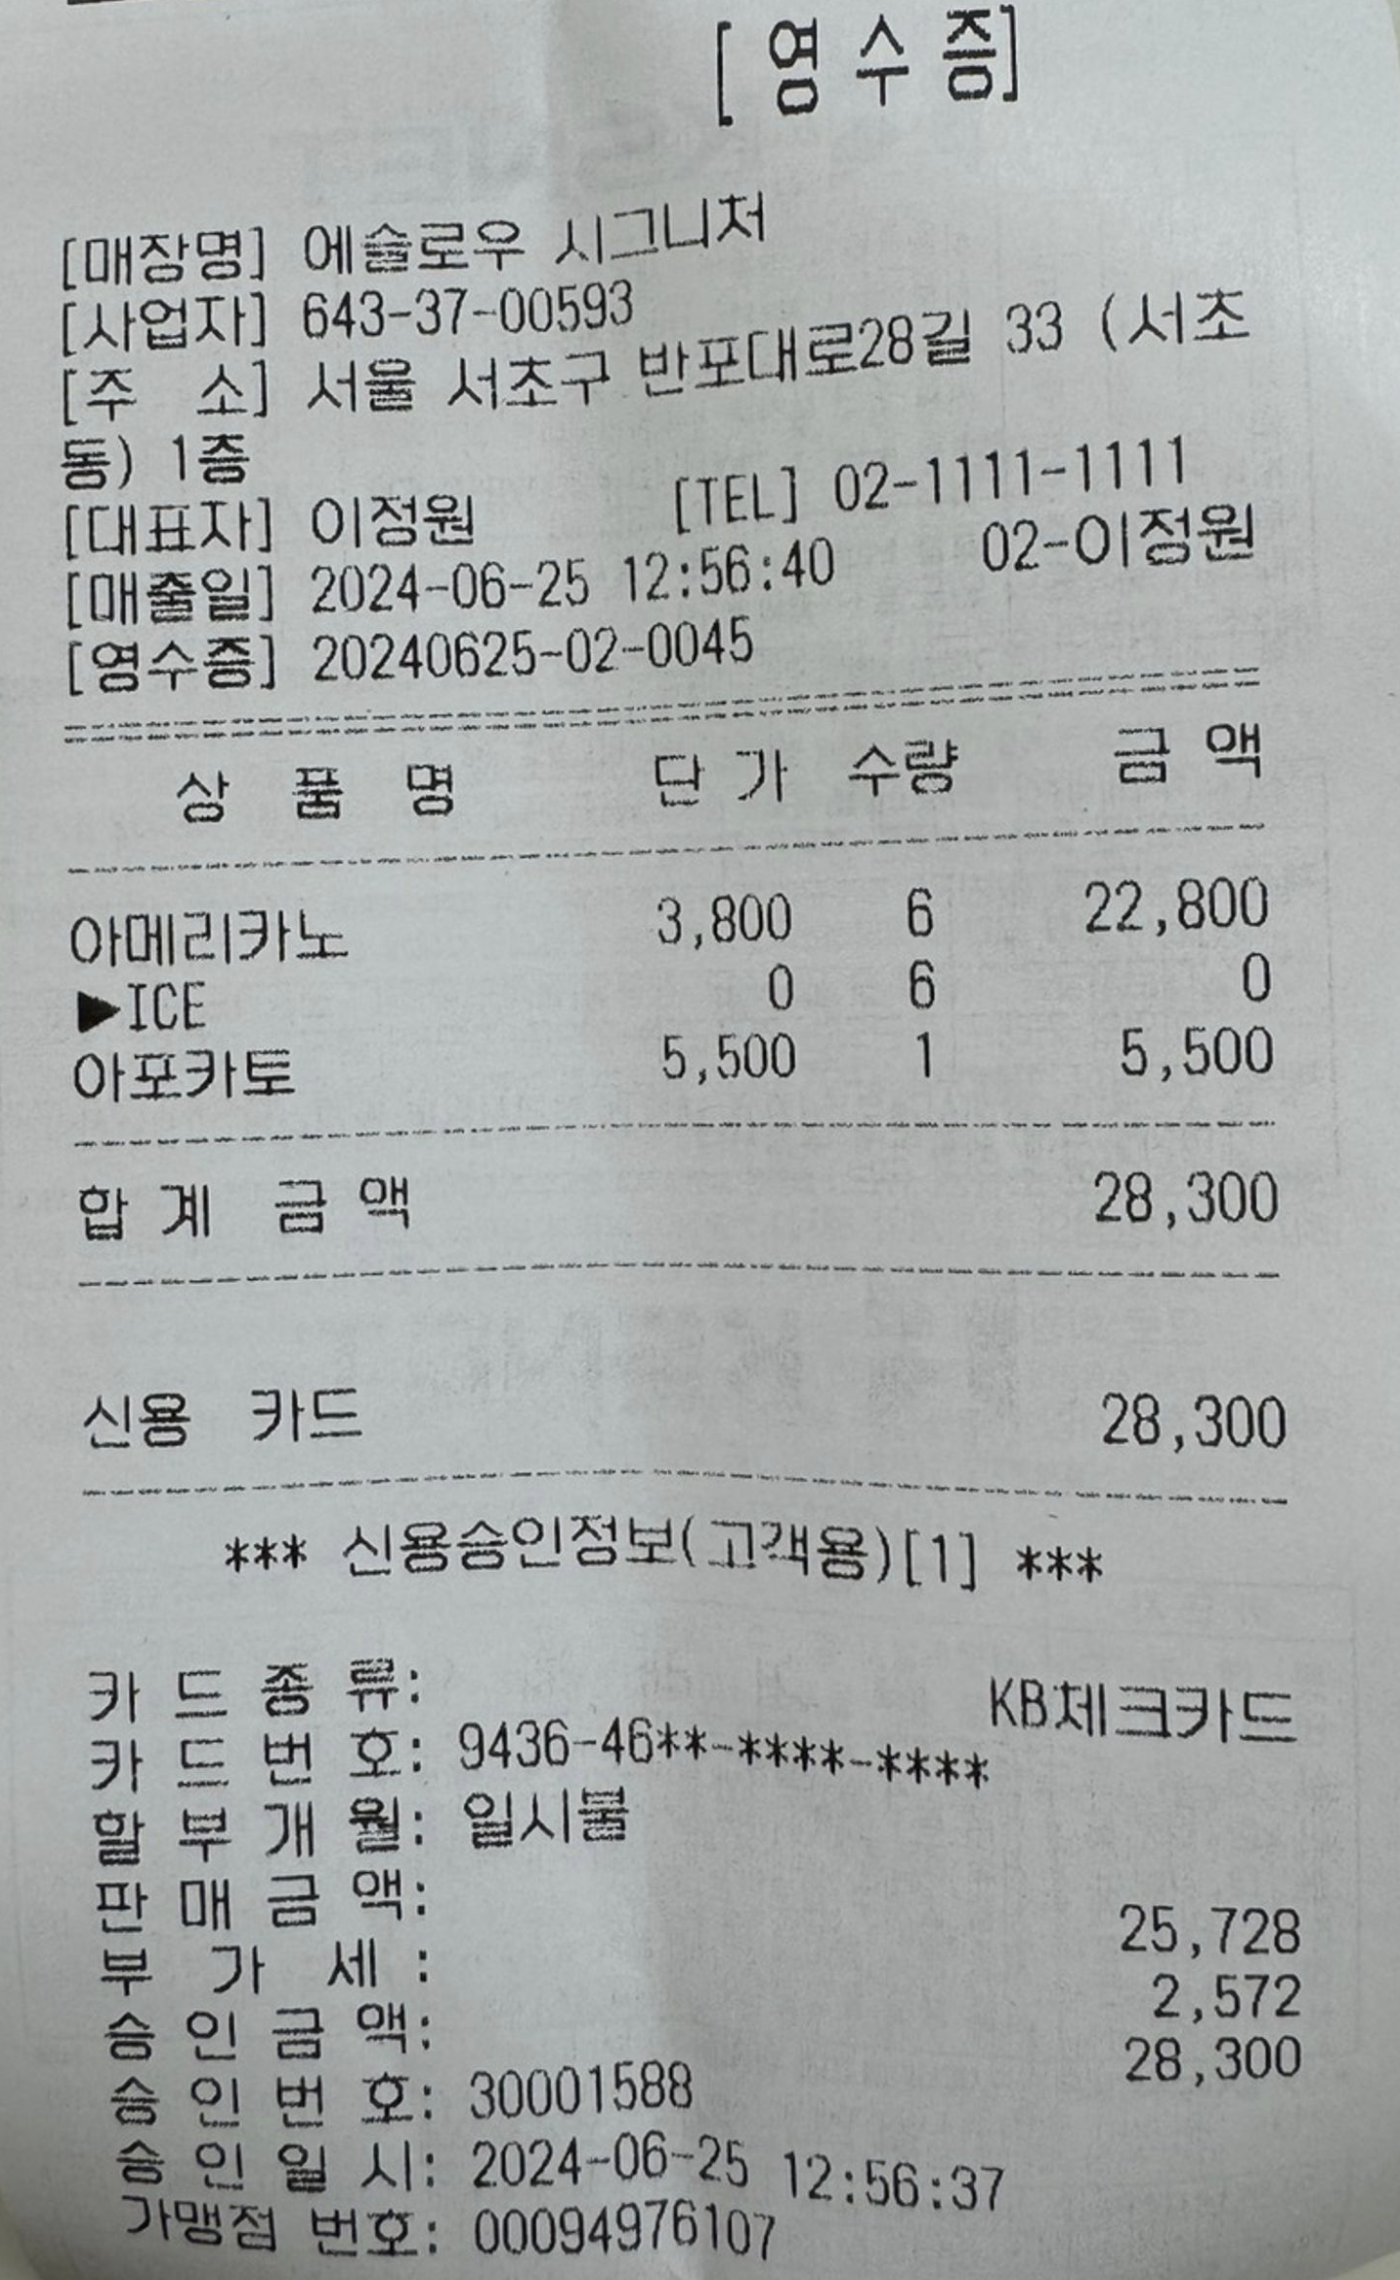 [ 영 수 증]
[매장명] 에슬로우 시그니저
[사업자] 643-37-00593
[주 소] 서울 서초구 반포대로28길 33 (서초
동) 1층
[대표자] 이정원 [TEL] 02-1111-1111
[매출일] 2024-06-25 12:56:40 02-이정원
[영수증] 20240625-02-0045
상 품 명 단 가 수량 금 액
아메리카노 3,800 6 22,800
▶ICE 0 6 0
아포카토 5,500 1 5,500
합 계 금 액 28,300
신용 카드 28,300
*** 신용승인정보(고객용)[1] ***
카 드 종 류: KB체크카드
카 드 번 호: 9436-46**-****-****
할 부 개 월: 일시불
판 매 금 액: 25,728
부 가 세 : 2,572
승 인 금 액: 28,300
승 인 번 호: 30001588
승 인 일 시: 2024-06-25 12:56:37
가맹점 번호: 00094976107